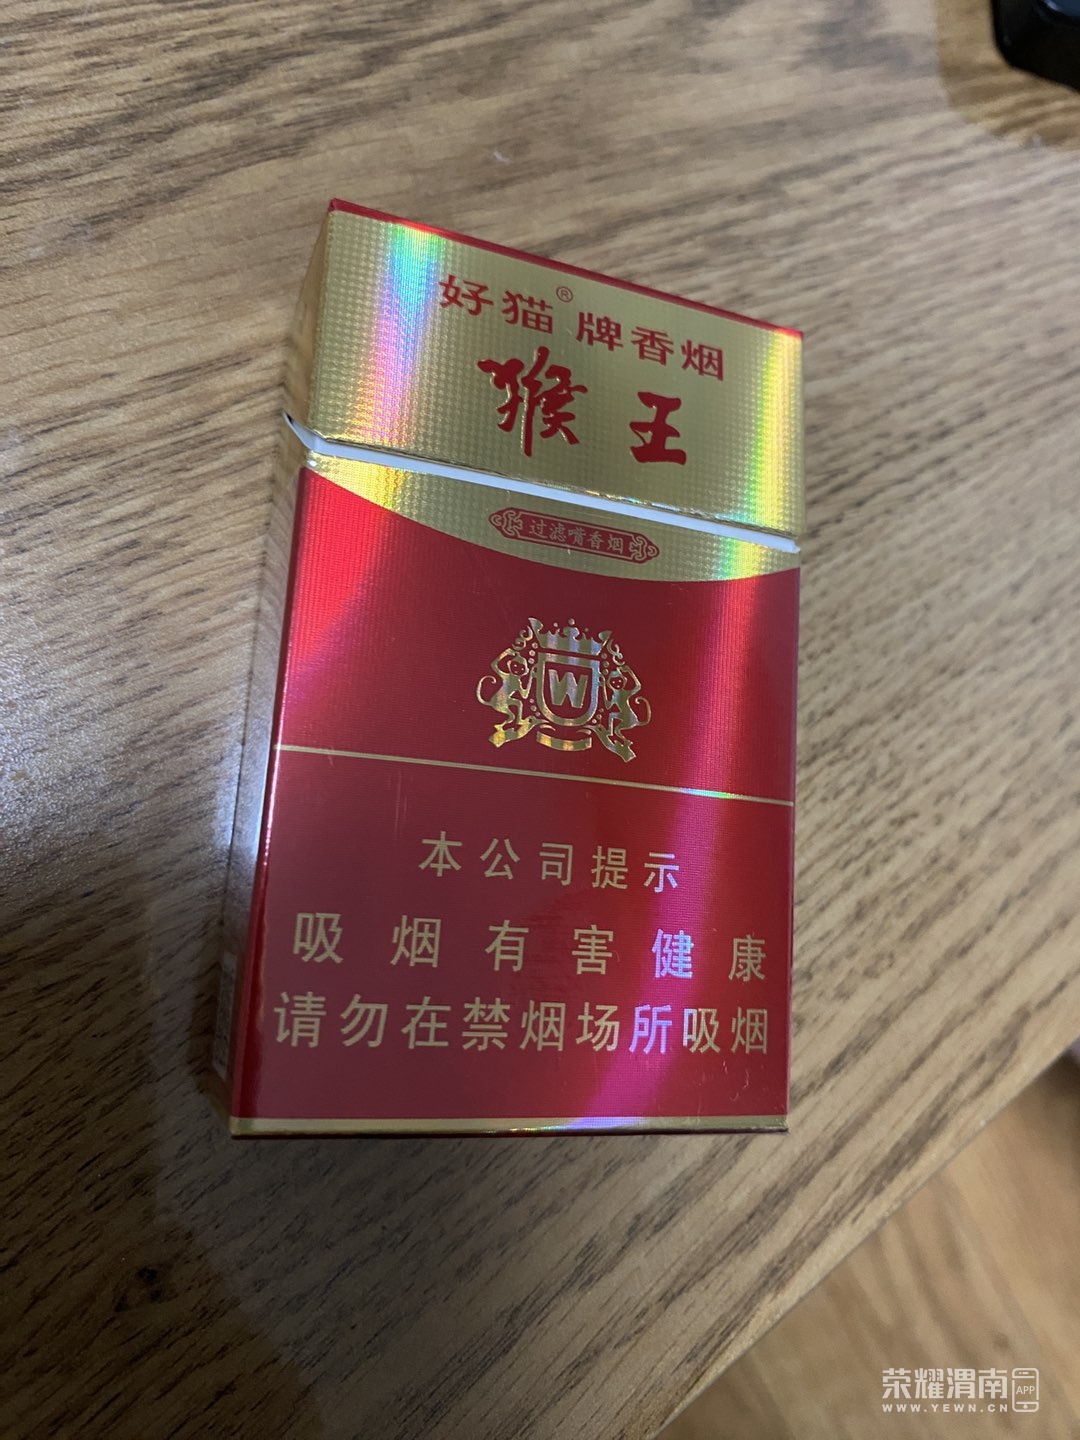 好猫® 牌香烟
猴王
过滤嘴香烟
W
本公司提示
吸烟有害健康
请勿在禁烟场所吸烟
荣耀渭南 APP
WWW.YEWN.CN